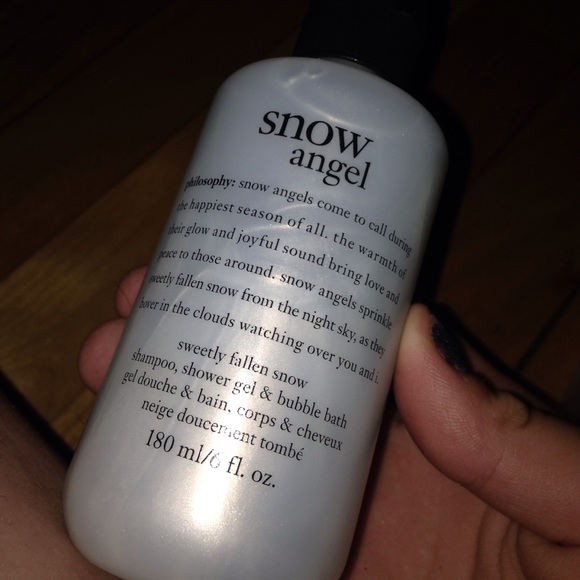 snow
angel
philosophy: snow angels come to call during
the happiest season of all. the warmth of
their glow and joyful sound bring love and
peace to those around. snow angels sprinkle
sweetly fallen snow from the night sky, as they
hover in the clouds watching over you and i.
sweetly fallen snow
shampoo, shower gel & bubble bath
gel douche & bain, corps & cheveux
neige doucement tombé
180 ml/6 fl. oz.